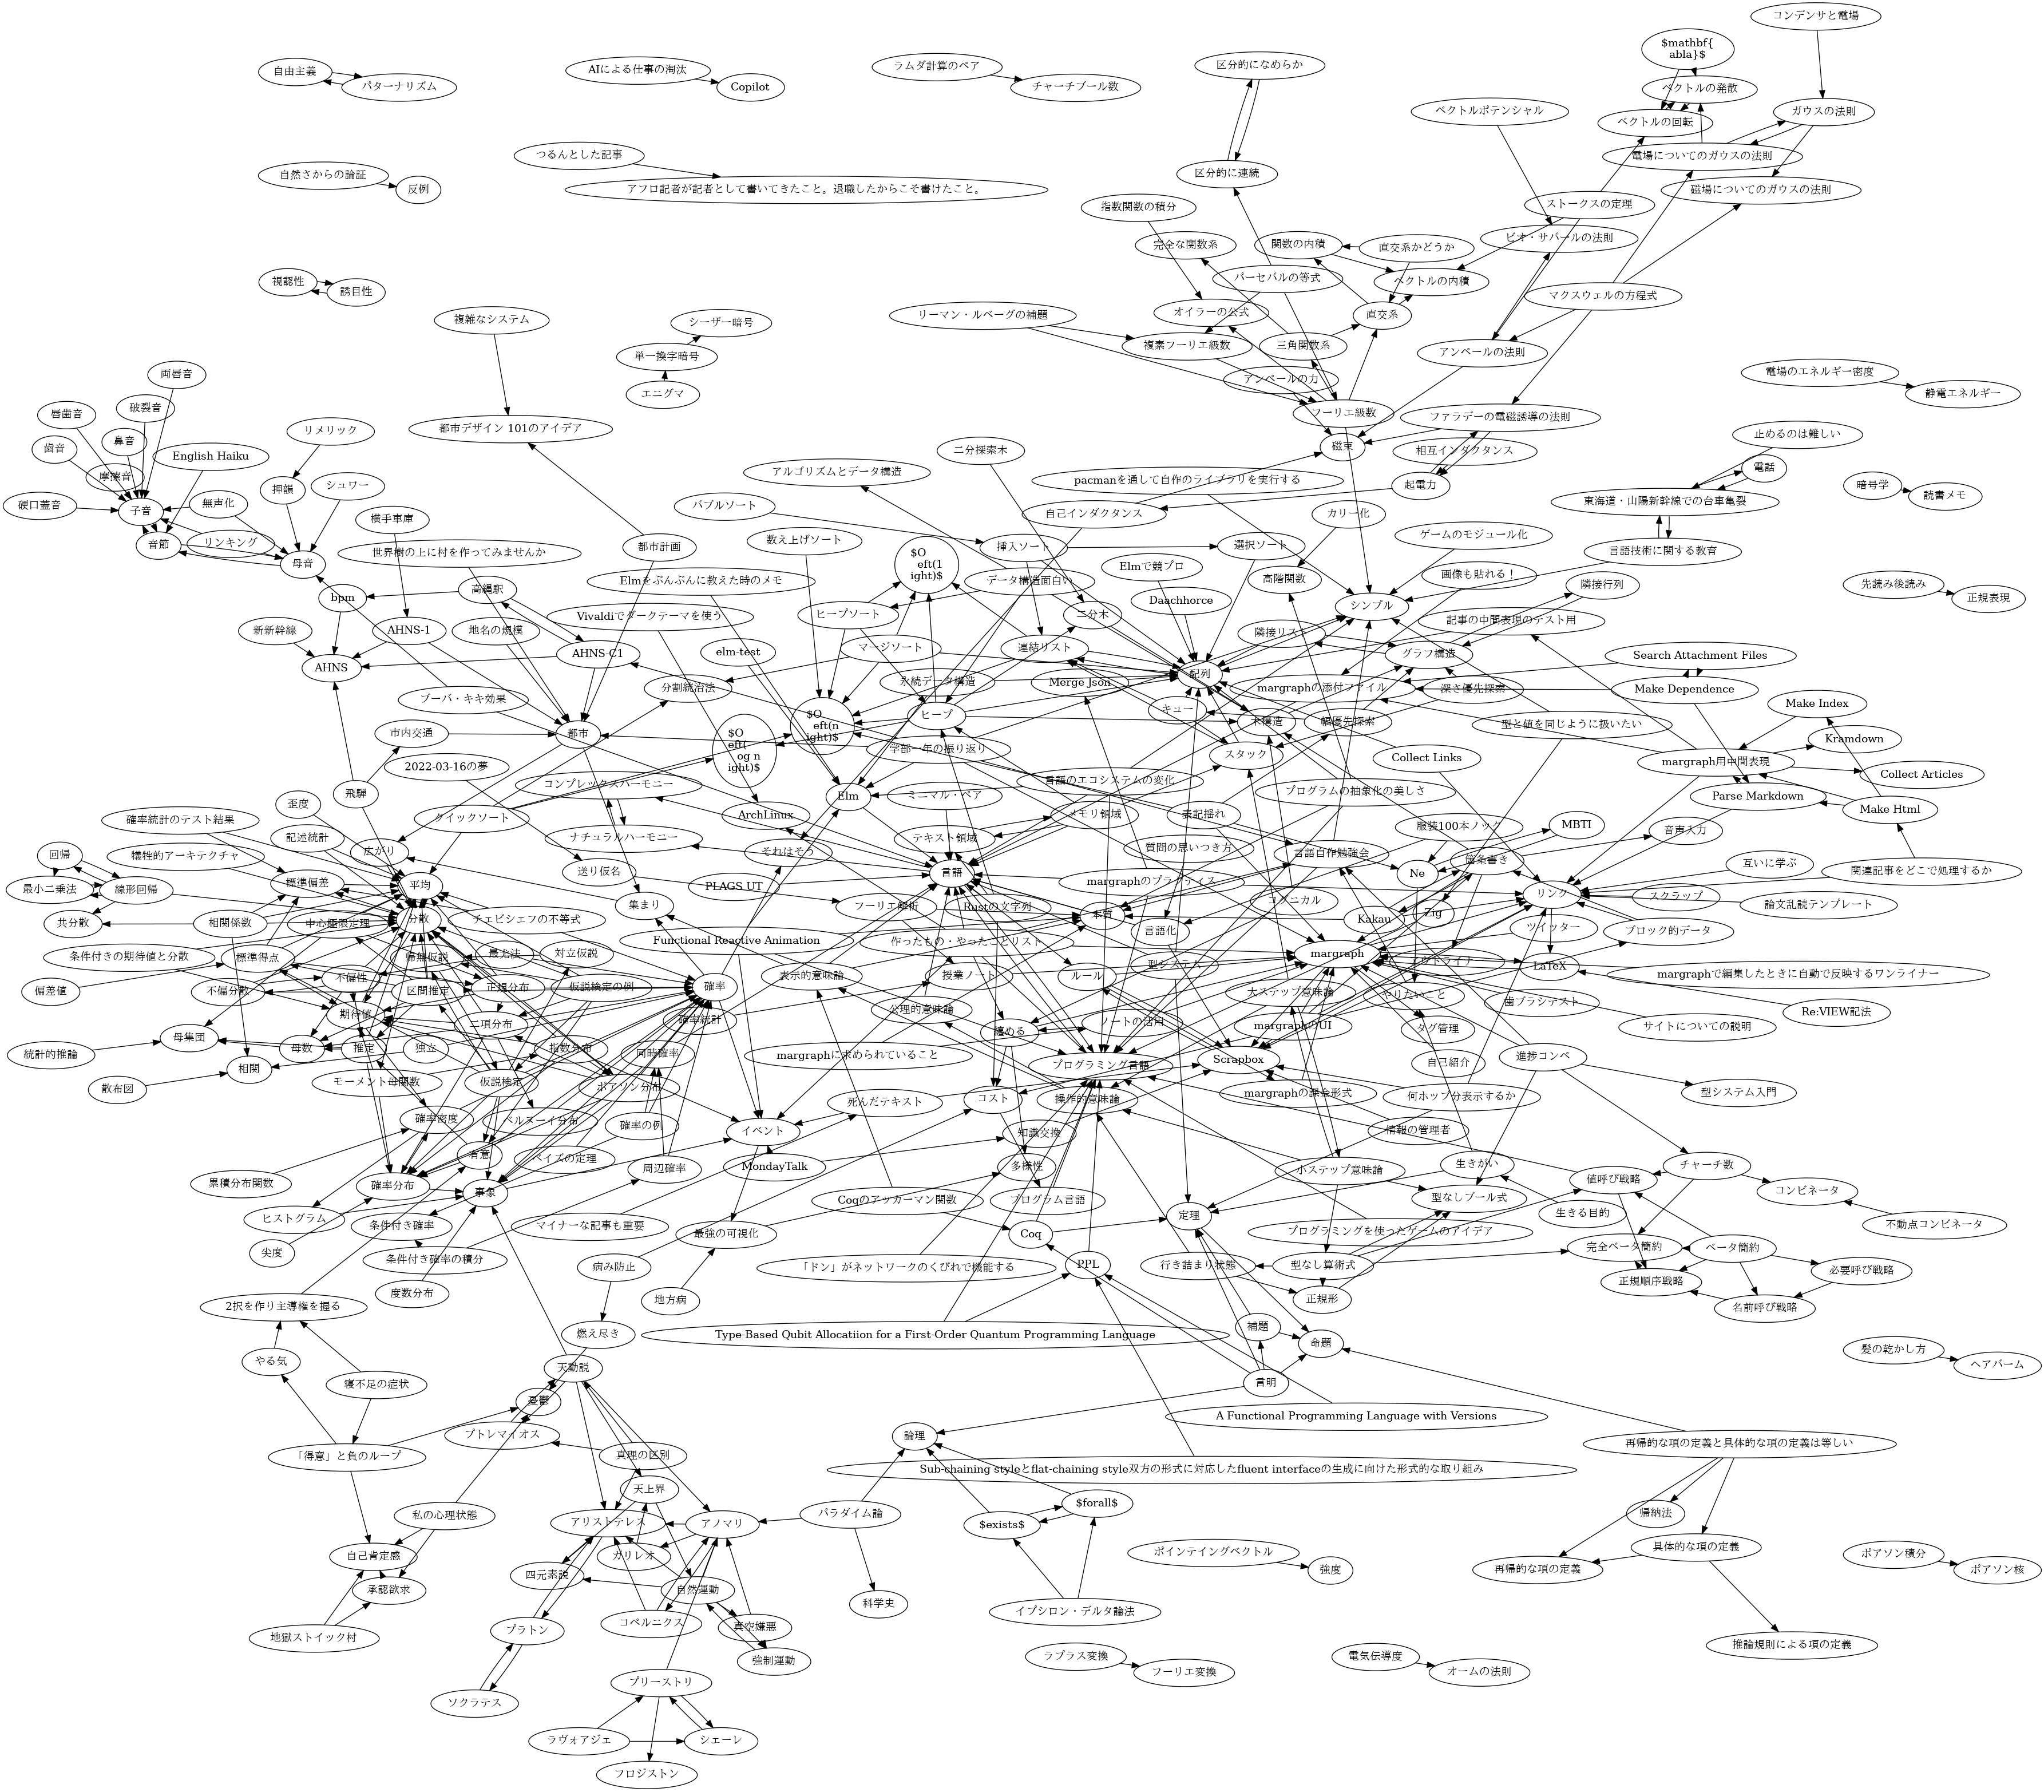 コンデンサと電場
$mathbf{
abla}$
自由主義
パターナリズム
AIによる仕事の淘汰
Copilot
ラムダ計算のペア
チャーチブール数
区分的になめらか
ベクトルの発散
ベクトルポテンシャル
ガウスの法則
ベクトルの回転
電場についてのガウスの法則
つるんとした記事
アフロ記者が記者として書いてきたこと。退職したからこそ書けたこと。
自然さからの論証
反例
区分的に連続
磁場についてのガウスの法則
ストークスの定理
指数関数の積分
完全な関数系
関数の内積
直交系かどうか
ビオ・サバールの法則
視認性
誘目性
パーセバルの等式
ベクトルの内積
マクスウェルの方程式
複雑なシステム
シーザー暗号
単一換字暗号
エニグマ
リーマン・ルベーグの補題
オイラーの公式
直交系
複素フーリエ級数
三角関数系
アンペールの法則
アンペールの力
電場のエネルギー密度
静電エネルギー
両唇音
破裂音
唇歯音
鼻音
歯音
摩擦音
English Haiku
リメリック
都市デザイン 101のアイデア
フーリエ級数
ファラデーの電磁誘導の法則
磁束
相互インダクタンス
止めるのは難しい
電話
硬口蓋音
子音
無声化
押韻
シュワー
音節
リンキング
母音
横手車庫
二分探索木
アルゴリズムとデータ構造
pacmanを通して自作のライブラリを実行する
起電力
東海道・山陽新幹線での台車亀裂
暗号学
読書メモ
バブルソート
自己インダクタンス
カリー化
ゲームのモジュール化
言語技術に関する教育
世界樹の上に村を作ってみませんか
都市計画
数え上げソート
挿入ソート
選択ソート
$O
eft(1
ight)$
Elmをぶんぶんに教えた時のメモ
データ構造面白い
Elmで競プロ
高階関数
画像も貼れる！
隣接行列
先読み後読み
正規表現
bpm
高縄駅
Vivaldiでダークテーマを使う
ヒープソート
二分木
Daachhorce
シンプル
記事の中間表現のテスト用
新新幹線
AHNS-1
地名の規模
隣接リスト
AHNS
AHNS-C1
elm-test
マージソート
連結リスト
グラフ構造
Search Attachment Files
分割統治法
永続データ構造
Merge Json
配列
margraphの添付ファイル
深さ優先探索
Make Dependence
ブーバ・キキ効果
$O
eft(n
ight)$
ヒープ
キュー
木構造
幅優先探索
型と値を同じように扱いたい
Make Index
Kramdown
市内交通
都市
$O
eft(
og n
ight)$
学部一年の振り返り
スタック
Collect Links
margraph用中間表現
Collect Articles
2022-03-16の夢
コンプレックスハーモニー
Elm
言語のエコシステムの変化
プログラムの抽象化の美しさ
Parse Markdown
Make Html
飛騨
ミニマル・ペア
歪度
確率統計のテスト結果
クイックソート
ArchLinux
メモリ領域
表記揺れ
服装100本ノック
MBTI
音声入力
記述統計
広がり
ナチュラルハーモニー
それはそう
テキスト領域
質問の思いつき方
言語自作勉強会
箇条書き
互いに学ぶ
関連記事をどこで処理するか
回帰
犠牲的アーキテクチャ
標準偏差
平均
送り仮名
PLAGS UT
言語
margraphのプラクティス
Ne
最小二乗法
線形回帰
リンク
スクラップ
論文乱読テンプレート
共分散
相関係数
中心極限定理
分散
チェビシェフの不等式
集まり
フーリエ解析
Rustの文字列
本質
エグニカル
Kakau
Zig
ツイッター
ブロック的データ
条件付きの期待値と分散
標準得点
帰無仮説
最尤法
対立仮説
Functional Reactive Animation
作ったもの・やったことリスト
言語化
margraph
LaTeX
margraphで編集したときに自動で反映するワンライナー
偏差値
不偏分散
不偏性
区間推定
正規分布
仮説検定の例
確率
表示的意味論
授業ノート
ルール
型システム
大ステップ意味論
やりたいこと
歯ブラシテスト
Re:VIEW記法
期待値
二項分布
確率統計
公理的意味論
纏める
ノートの活用
margraphのUI
タグ管理
サイトについての説明
統計的推論
母集団
母数
推定
独立
指数分布
同時確率
margraphに求められていること
プログラミング言語
Scrapbox
自己紹介
進捗コンペ
散布図
相関
モーメント母関数
仮説検定
ポアソン分布
死んだテキスト
コスト
操作的意味論
margraphの課金形式
何ホップ分表示するか
型システム入門
確率密度
ベルヌーイ分布
確率の例
イベント
知識交換
情報の管理者
累積分布関数
確率分布
有意
ベイズの定理
周辺確率
MondayTalk
多様性
小ステップ意味論
生きがい
値呼び戦略
チャーチ数
コンビネータ
ヒストグラム
事象
Coqのアッカーマン関数
プログラム言語
型なしブール式
生きる目的
不動点コンビネータ
尖度
条件付き確率
マイナーな記事も重要
最強の可視化
Coq
定理
プログラミングを使ったゲームのアイデア
完全ベータ簡約
ベータ簡約
条件付き確率の積分
病み防止
「ドン」がネットワークのくびれで機能する
PPL
行き詰まり状態
型なし算術式
正規順序戦略
必要呼び戦略
度数分布
地方病
正規形
名前呼び戦略
2択を作り主導権を握る
燃え尽き
Type-Based Qubit Allocatiion for a First-Order Quantum Programming Language
補題
命題
やる気
天動説
髪の乾かし方
ヘアバーム
寝不足の症状
憂鬱
言明
プトレマイオス
A Functional Programming Language with Versions
「得意」と負のループ
真理の区別
論理
再帰的な項の定義と具体的な項の定義は等しい
天上界
Sub-chaining styleとflat-chaining style双方の形式に対応したfluent interfaceの生成に向けた形式的な取り組み
私の心理状態
アリストテレス
アノマリ
パラダイム論
$exists$
$forall$
帰納法
自己肯定感
ガリレオ
具体的な項の定義
承認欲求
四元素説
自然運動
ポインテイングベクトル
強度
再帰的な項の定義
ポアソン積分
ポアソン核
科学史
イプシロン・デルタ論法
地獄ストイック村
プラトン
コペルニクス
真空嫌悪
強制運動
推論規則による項の定義
ラプラス変換
フーリエ変換
電気伝導度
オームの法則
ソクラテス
プリーストリ
ラヴォアジェ
シェーレ
フロジストン